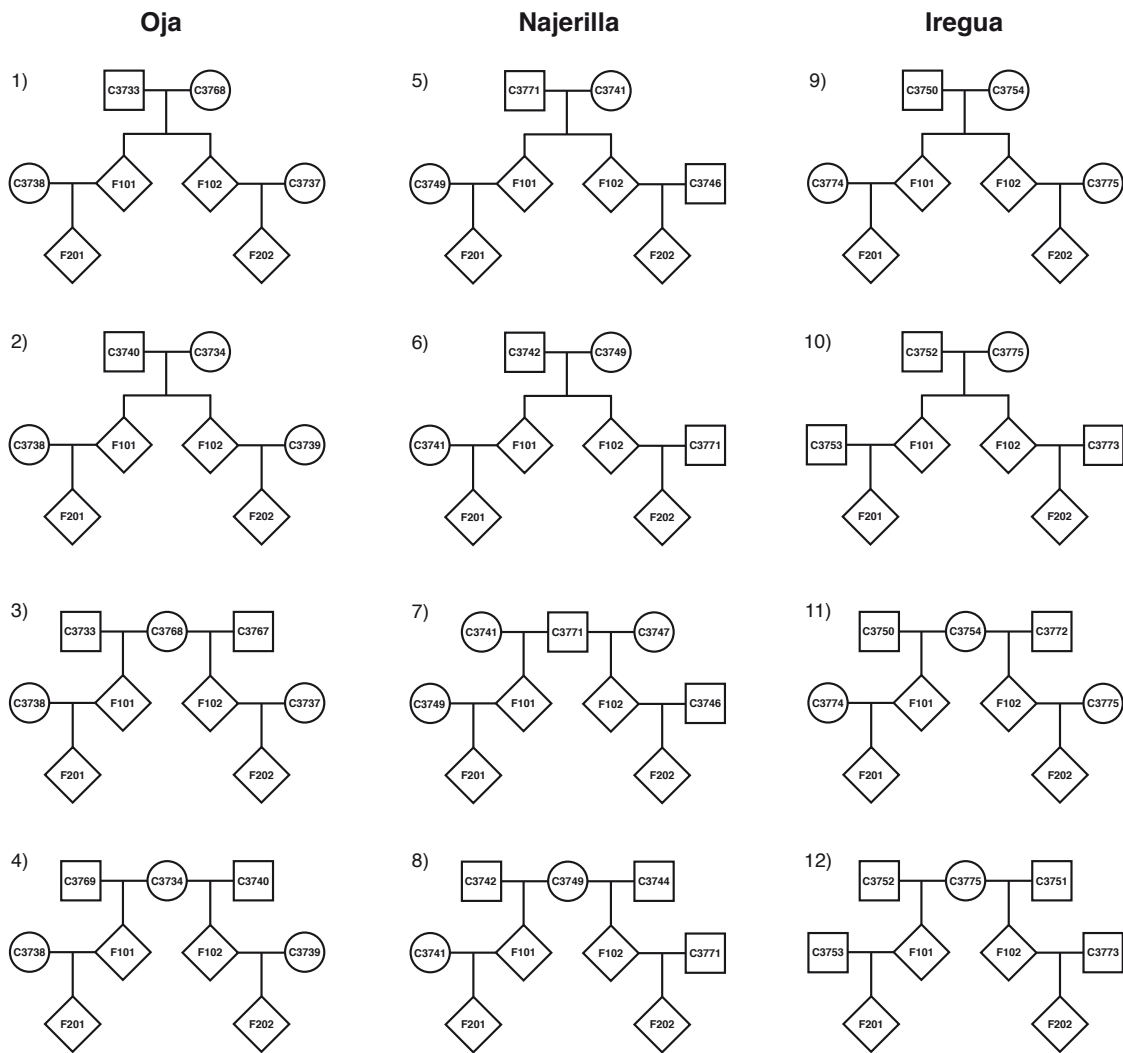 Oja Najerilla Iregua
1) C3733 C3768 5) C3771 C3741 9) C3750 C3754
C3738 F101 F102 C3737 C3749 F101 F102 C3746 C3774 F101 F102 C3775
F201 F202 F201 F202 F201 F202
2) C3740 C3734 6) C3742 C3749 10) C3752 C3775
C3738 F101 F102 C3739 C3741 F101 F102 C3771 C3753 F101 F102 C3773
F201 F202 F201 F202 F201 F202
3) C3733 C3768 C3767 7) C3741 C3771 C3747 11) C3750 C3754 C3772
C3738 F101 F102 C3737 C3749 F101 F102 C3746 C3774 F101 F102 C3775
F201 F202 F201 F202 F201 F202
4) C3769 C3734 C3740 8) C3742 C3749 C3744 12) C3752 C3775 C3751
C3738 F101 F102 C3739 C3741 F101 F102 C3771 C3753 F101 F102 C3773
F201 F202 F201 F202 F201 F202